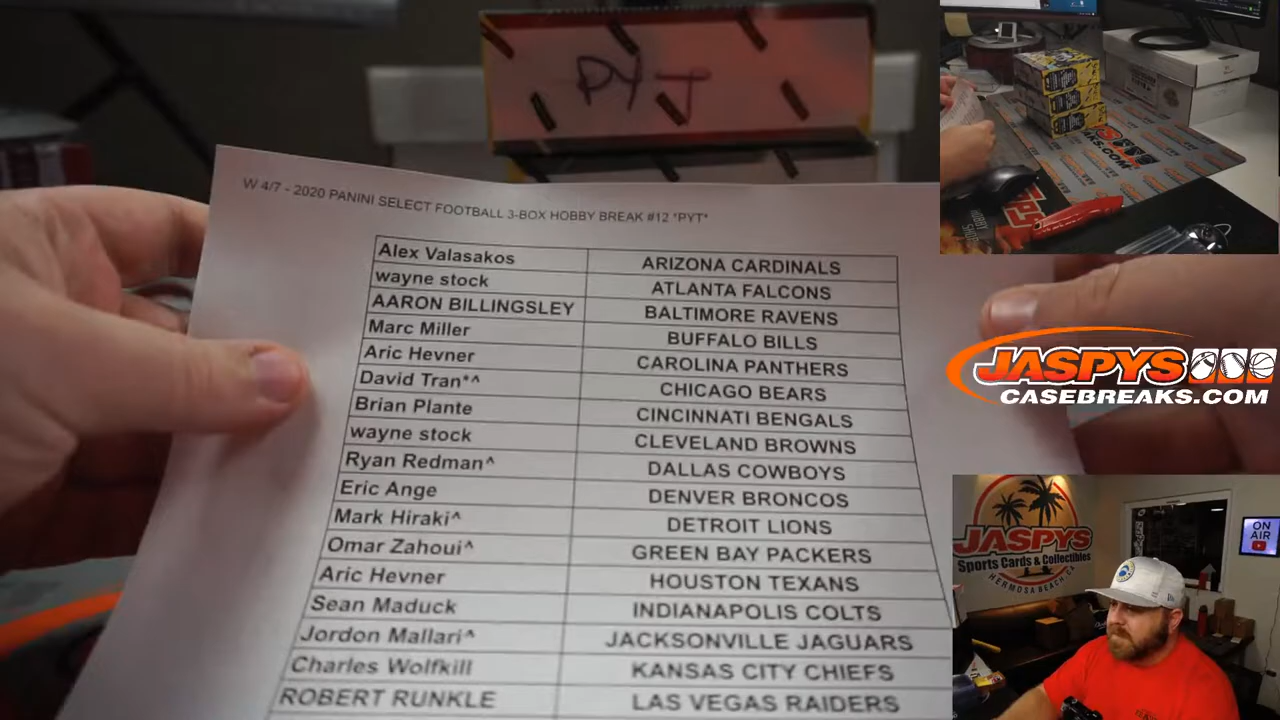 PYT
W 4/7 - 2020 PANINI SELECT FOOTBALL 3-BOX HOBBY BREAK #12 *PYT*
Alex Valasakos ARIZONA CARDINALS
wayne stock ATLANTA FALCONS
AARON BILLINGSLEY BALTIMORE RAVENS
Marc Miller BUFFALO BILLS
Aric Hevner CAROLINA PANTHERS
David Tran*^ CHICAGO BEARS
Brian Plante CINCINNATI BENGALS
wayne stock CLEVELAND BROWNS
Ryan Redman^ DALLAS COWBOYS
Eric Ange DENVER BRONCOS
Mark Hiraki^ DETROIT LIONS
Omar Zahoui^ GREEN BAY PACKERS
Aric Hevner HOUSTON TEXANS
Sean Maduck INDIANAPOLIS COLTS
Jordon Mallari^ JACKSONVILLE JAGUARS
Charles Wolfkill KANSAS CITY CHIEFS
ROBERT RUNKLE LAS VEGAS RAIDERS
JASPYS
CASEBREAKS.COM
JASPYS
Sports Cards & Collectibles
HERMOSA BEACH, CA
ON
AIR